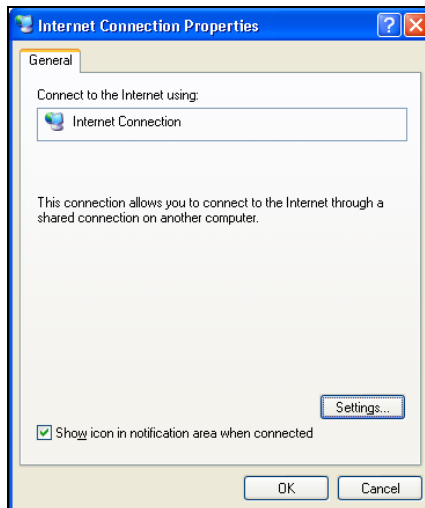 Internet Connection Properties
General
Connect to the Internet using:
Internet Connection
This connection allows you to connect to the Internet through a
shared connection on another computer.
Settings...
Show icon in notification area when connected
OK
Cancel